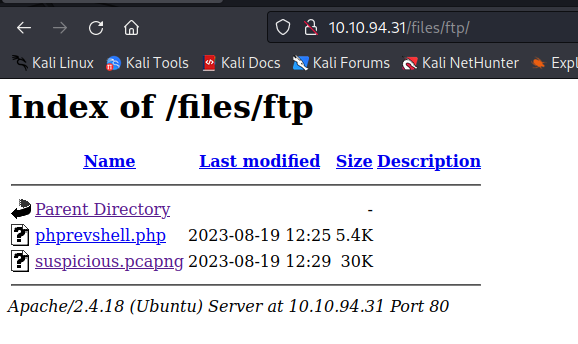 10.10.94.31/files/ftp/
Kali Linux Kali Tools Kali Docs Kali Forums Kali NetHunter Expl
Index of /files/ftp
Name Last modified Size Description
Parent Directory -
phprevshell.php 2023-08-19 12:25 5.4K
suspicious.pcapng 2023-08-19 12:29 30K
Apache/2.4.18 (Ubuntu) Server at 10.10.94.31 Port 80